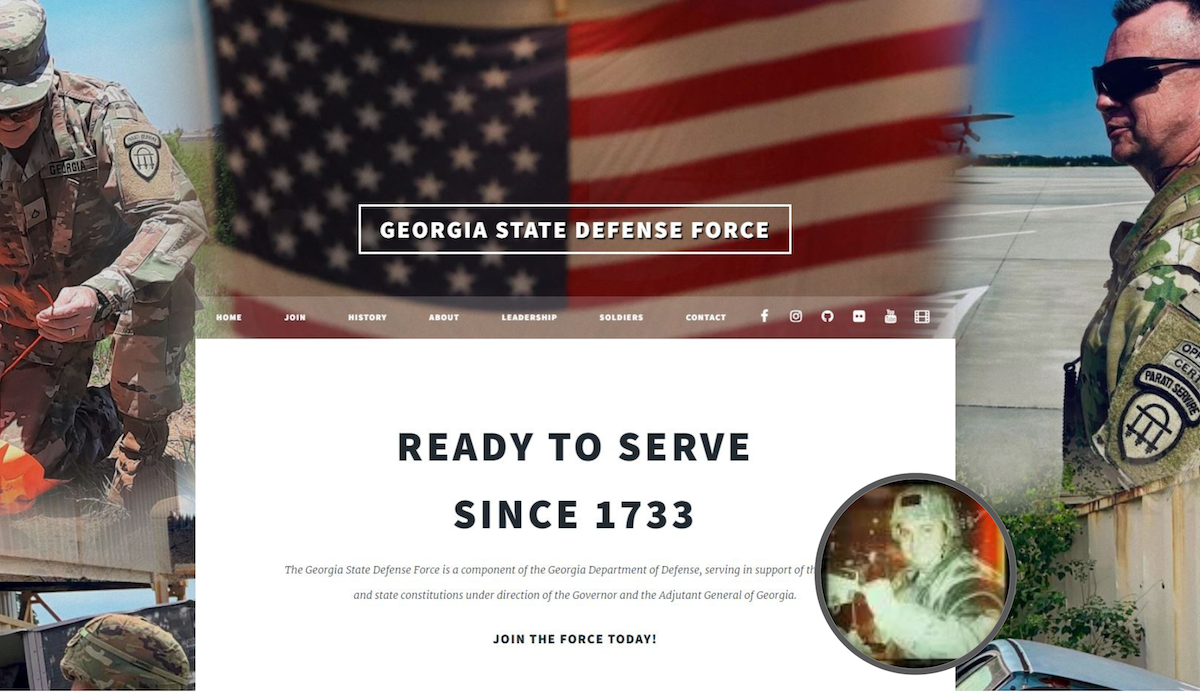 GEORGIA
GEORGIA STATE DEFENSE FORCE
HOME JOIN HISTORY ABOUT LEADERSHIP SOLDIERS CONTACT
PARATI SERVIRE
READY TO SERVE
SINCE 1733
The Georgia State Defense Force is a component of the Georgia Department of Defense, serving in support of
and state constitutions under direction of the Governor and the Adjutant General of Georgia.
JOIN THE FORCE TODAY!